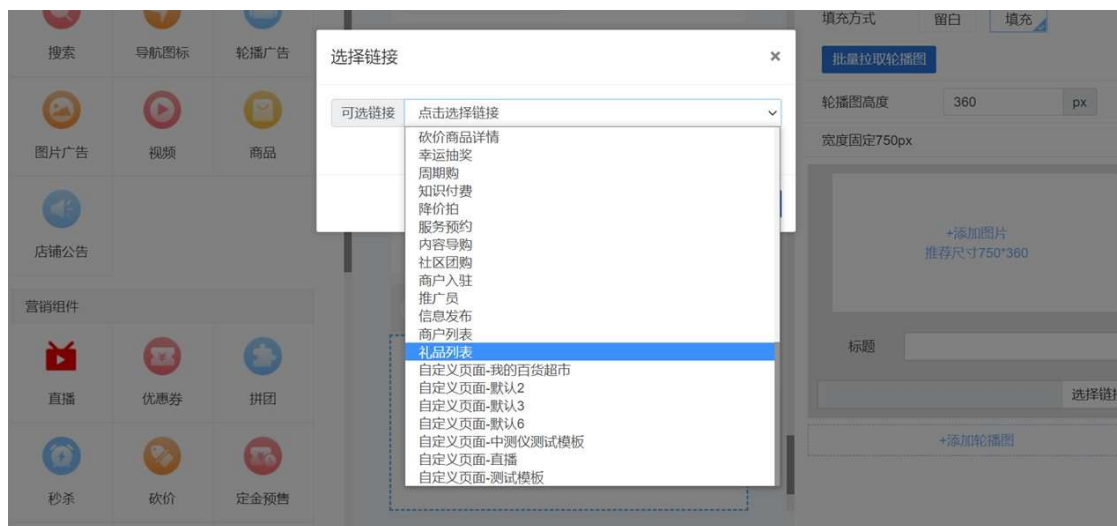 搜索
导航图标
轮播广告
图片广告
视频
商品
店铺公告
营销组件
直播
优惠券
拼团
秒杀
砍价
定金预售
选择链接
×
可选链接
点击选择链接
砍价商品详情
幸运抽奖
周期购
知识付费
降价拍
服务预约
内容导购
社区团购
商户入驻
推广员
信息发布
商户列表
礼品列表
自定义页面-我的百货超市
自定义页面-默认2
自定义页面-默认3
自定义页面-默认6
自定义页面-中测仪测试模板
自定义页面-直播
自定义页面-测试模板
填充方式
留白
填充
批量拉取轮播图
轮播图高度
360
px
宽度固定750px
+添加图片
推荐尺寸750*360
标题
选择链接
+添加轮播图